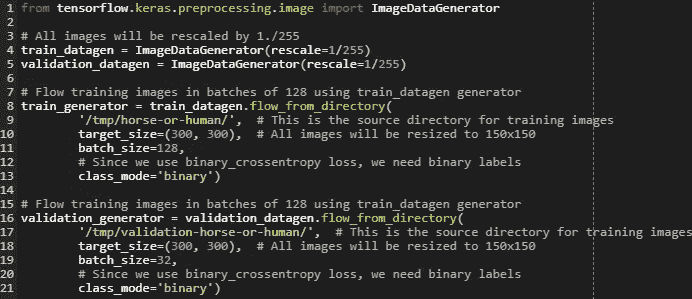 1 from tensorflow.keras.preprocessing.image import ImageDataGenerator
2
3 # All images will be rescaled by 1./255
4 train_datagen = ImageDataGenerator(rescale=1/255)
5 validation_datagen = ImageDataGenerator(rescale=1/255)
6
7 # Flow training images in batches of 128 using train_datagen generator
8 train_generator = train_datagen.flow_from_directory(
9         '/tmp/horse-or-human/',  # This is the source directory for training images
10         target_size=(300, 300),  # All images will be resized to 150x150
11         batch_size=128,
12         # Since we use binary_crossentropy loss, we need binary labels
13         class_mode='binary')
14
15 # Flow training images in batches of 128 using train_datagen generator
16 validation_generator = validation_datagen.flow_from_directory(
17         '/tmp/validation-horse-or-human/',  # This is the source directory for training images
18         target_size=(300, 300),  # All images will be resized to 150x150
19         batch_size=32,
20         # Since we use binary_crossentropy loss, we need binary labels
21         class_mode='binary')